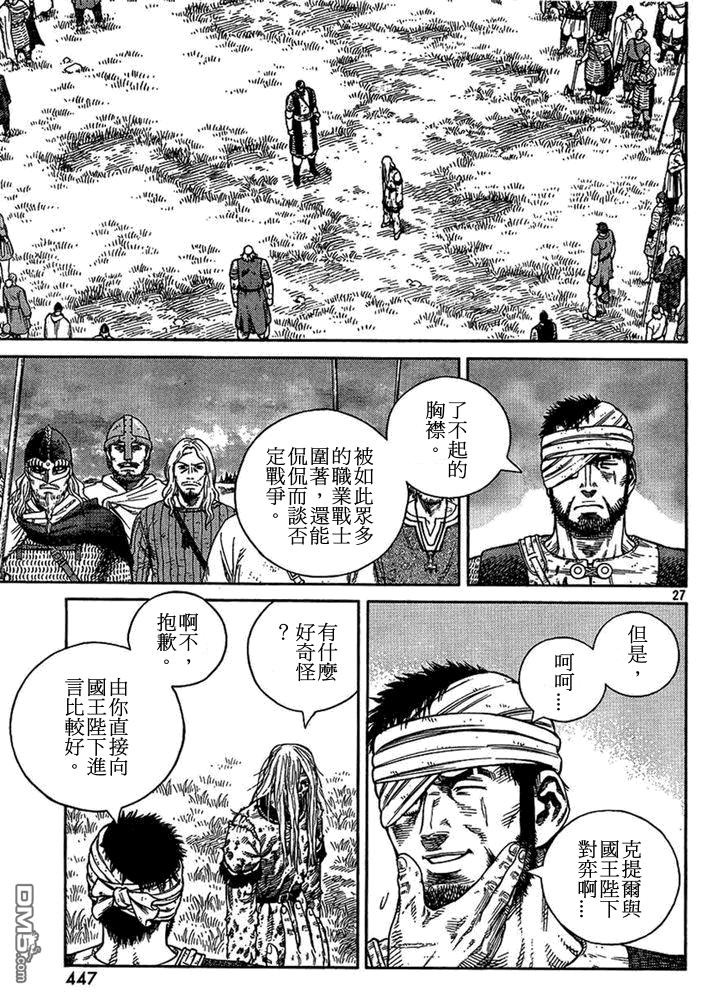 了不起的
胸襟。
被如此眾多
的職業戰士
圍著，還能
侃侃而談否
定戰爭。
27
但是，
呵呵……
克提爾與
國王陛下
對弈啊……
有什麼
好奇怪
？
啊不，
抱歉。
由你直接向
國王陛下進
言比較好。
447
DM5.COM